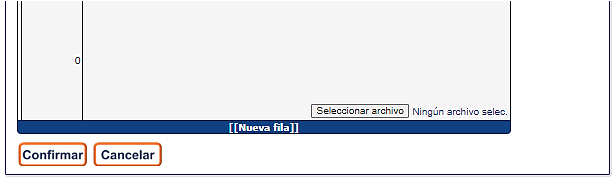 0
Seleccionar archivo Ningún archivo selec.
[[Nueva fila]]
Confirmar Cancelar